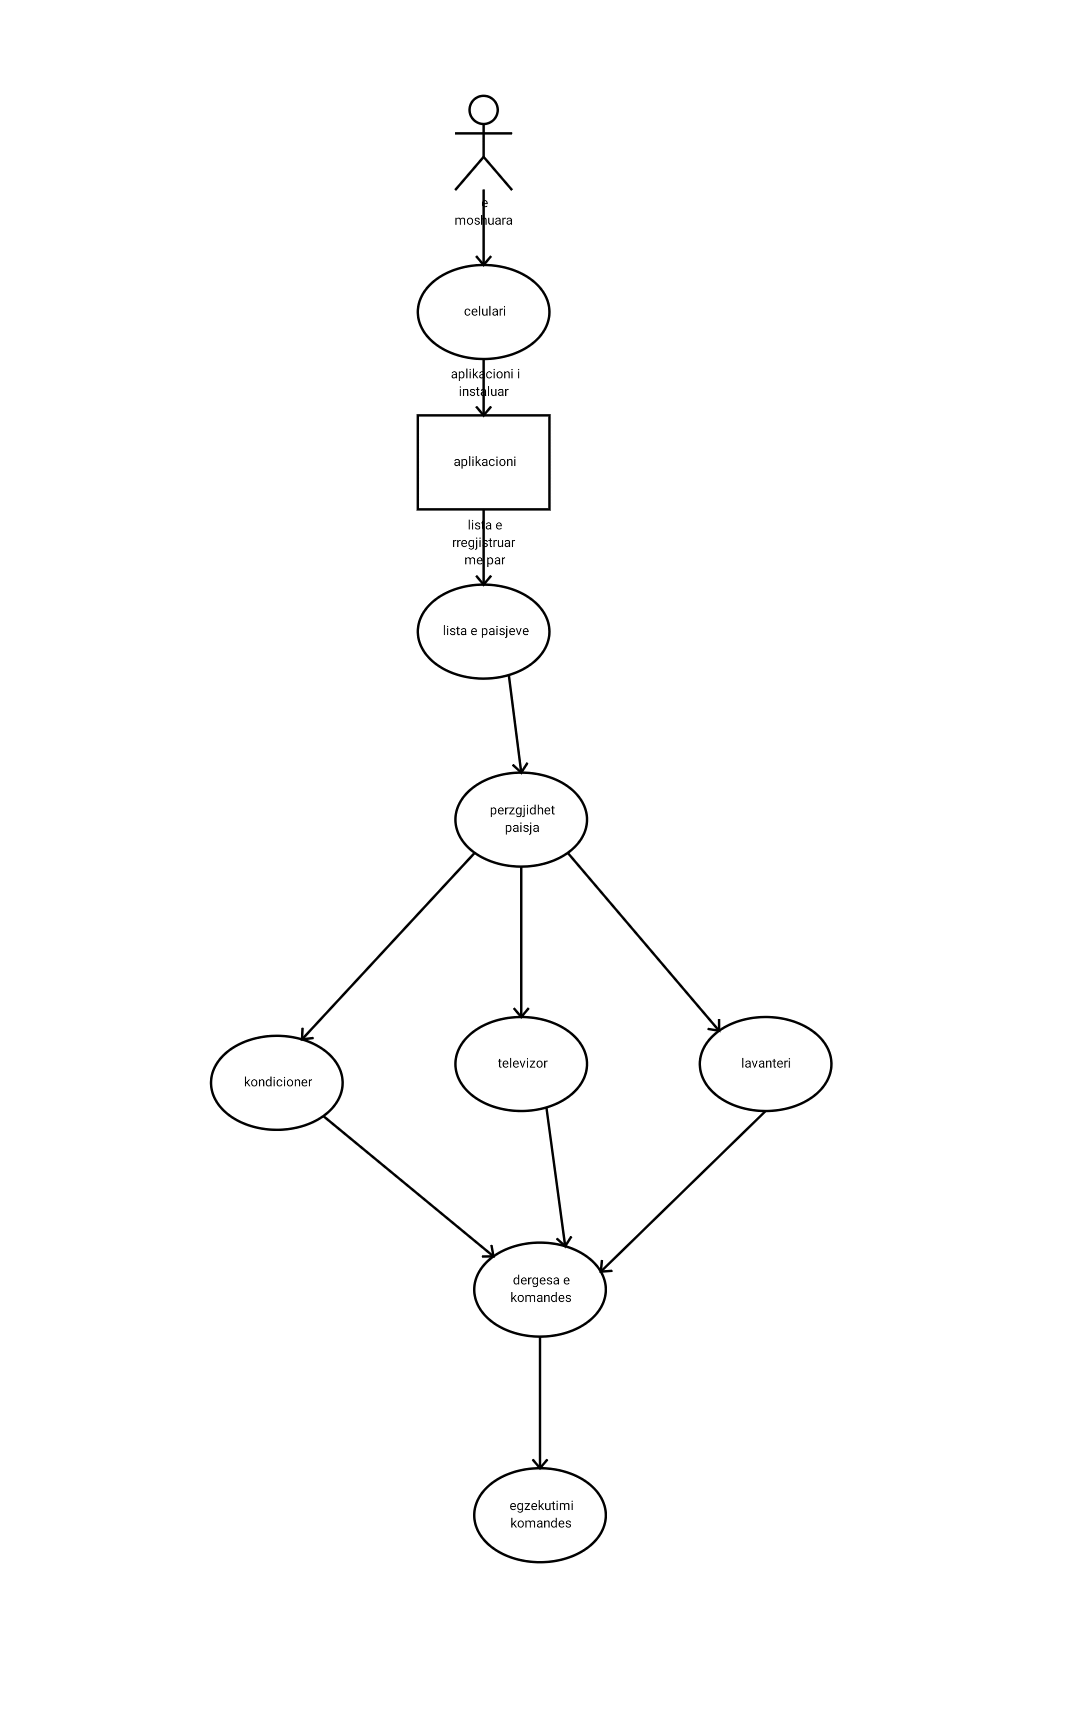 e
moshuara
celulari
aplikacioni i
instaluar
aplikacioni
lista e
rregjistruar
me par
lista e paisjeve
perzgjidhet
paisja
kondicioner
televizor
lavanteri
dergesa e
komandes
egzekutimi
komandes